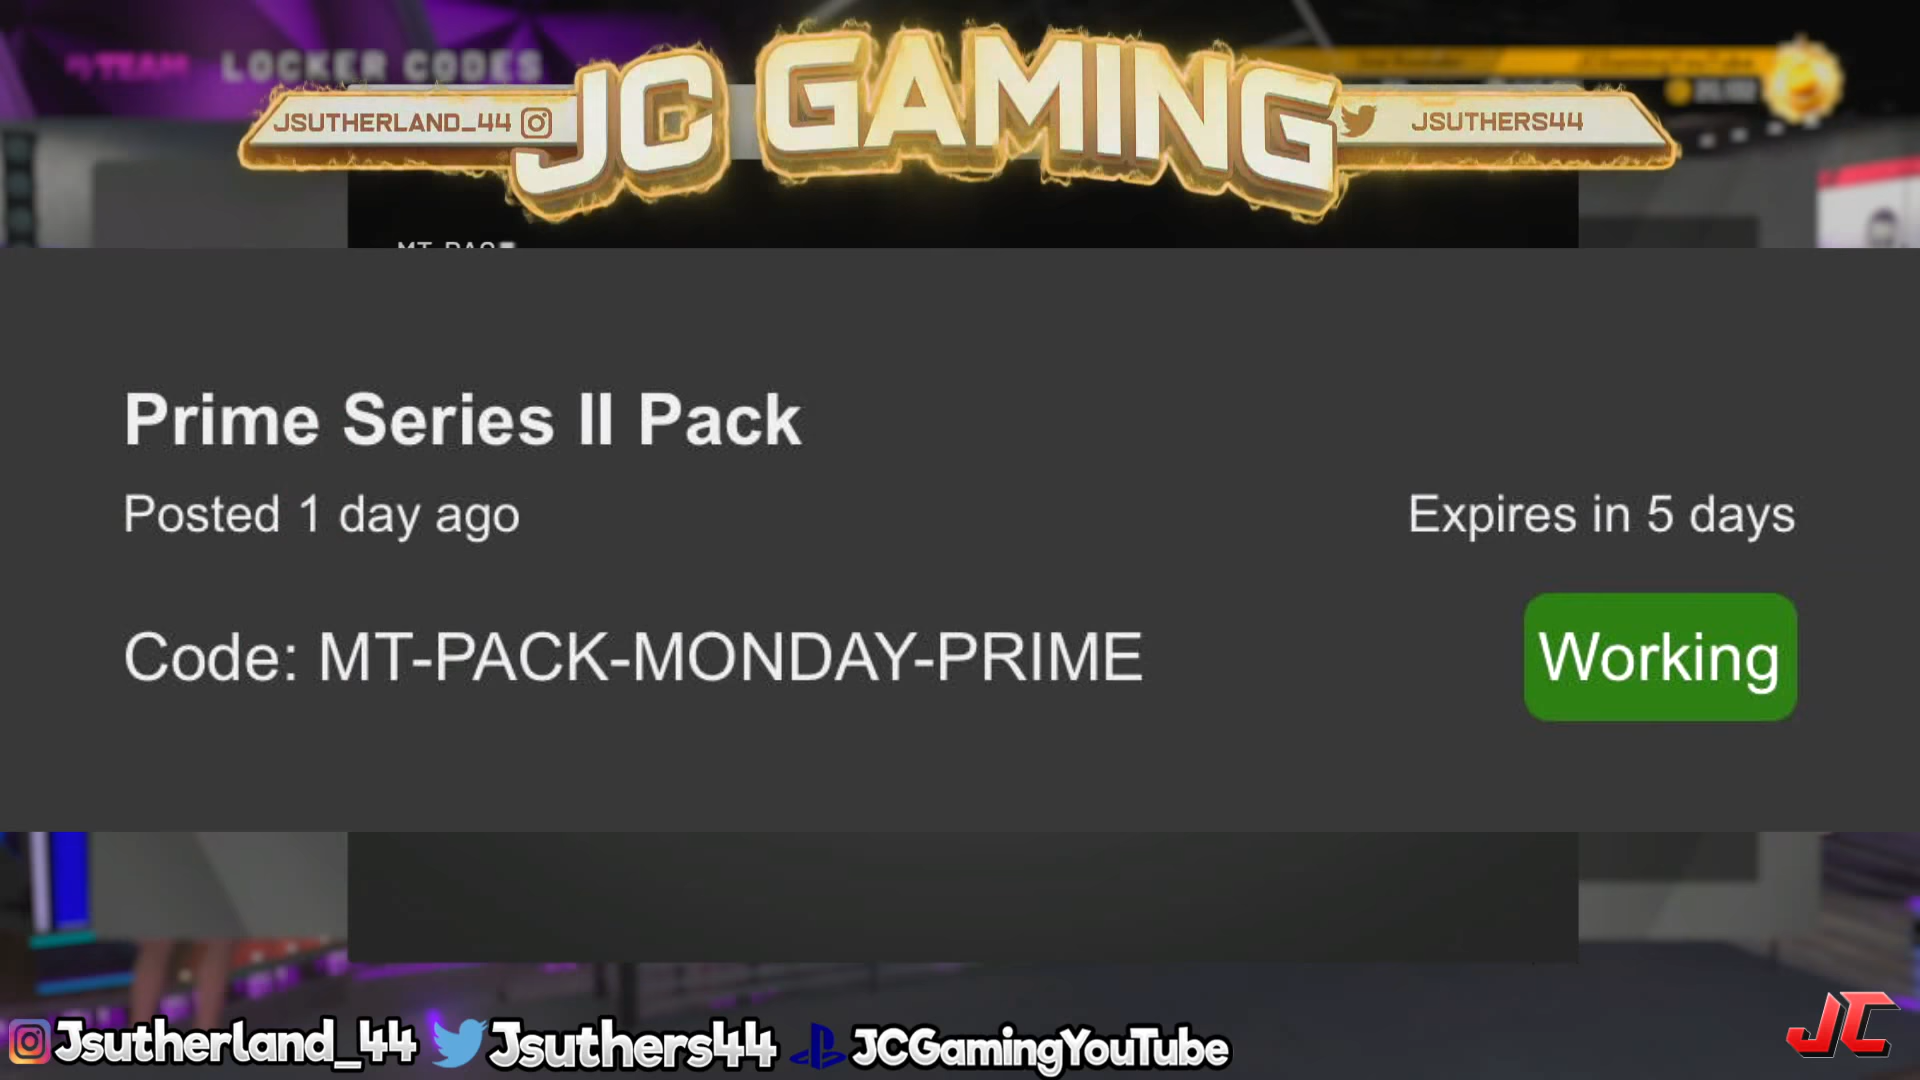 TEAM LOCKER CODES
JC GAMING
JSUTHERLAND_44
JSUTHERS44
Prime Series II Pack
Posted 1 day ago
Expires in 5 days
Code: MT-PACK-MONDAY-PRIME
Working
Jsutherland_44 Jsuthers44 JCGamingYouTube
JC